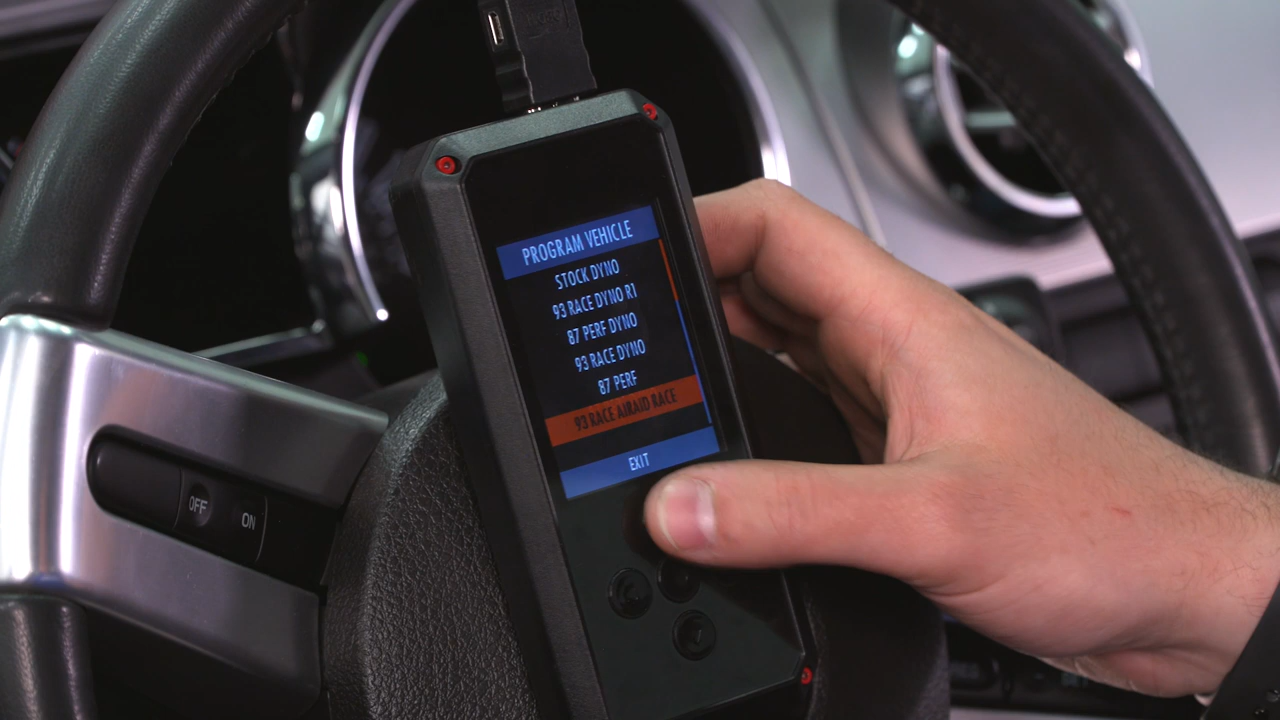 PROGRAM VEHICLE
STOCK DYNO
93 RACE DYNO R1
87 PERF DYNO
93 RACE DYNO
87 PERF
93 RACE AIRAID RACE
EXIT
OFF
ON